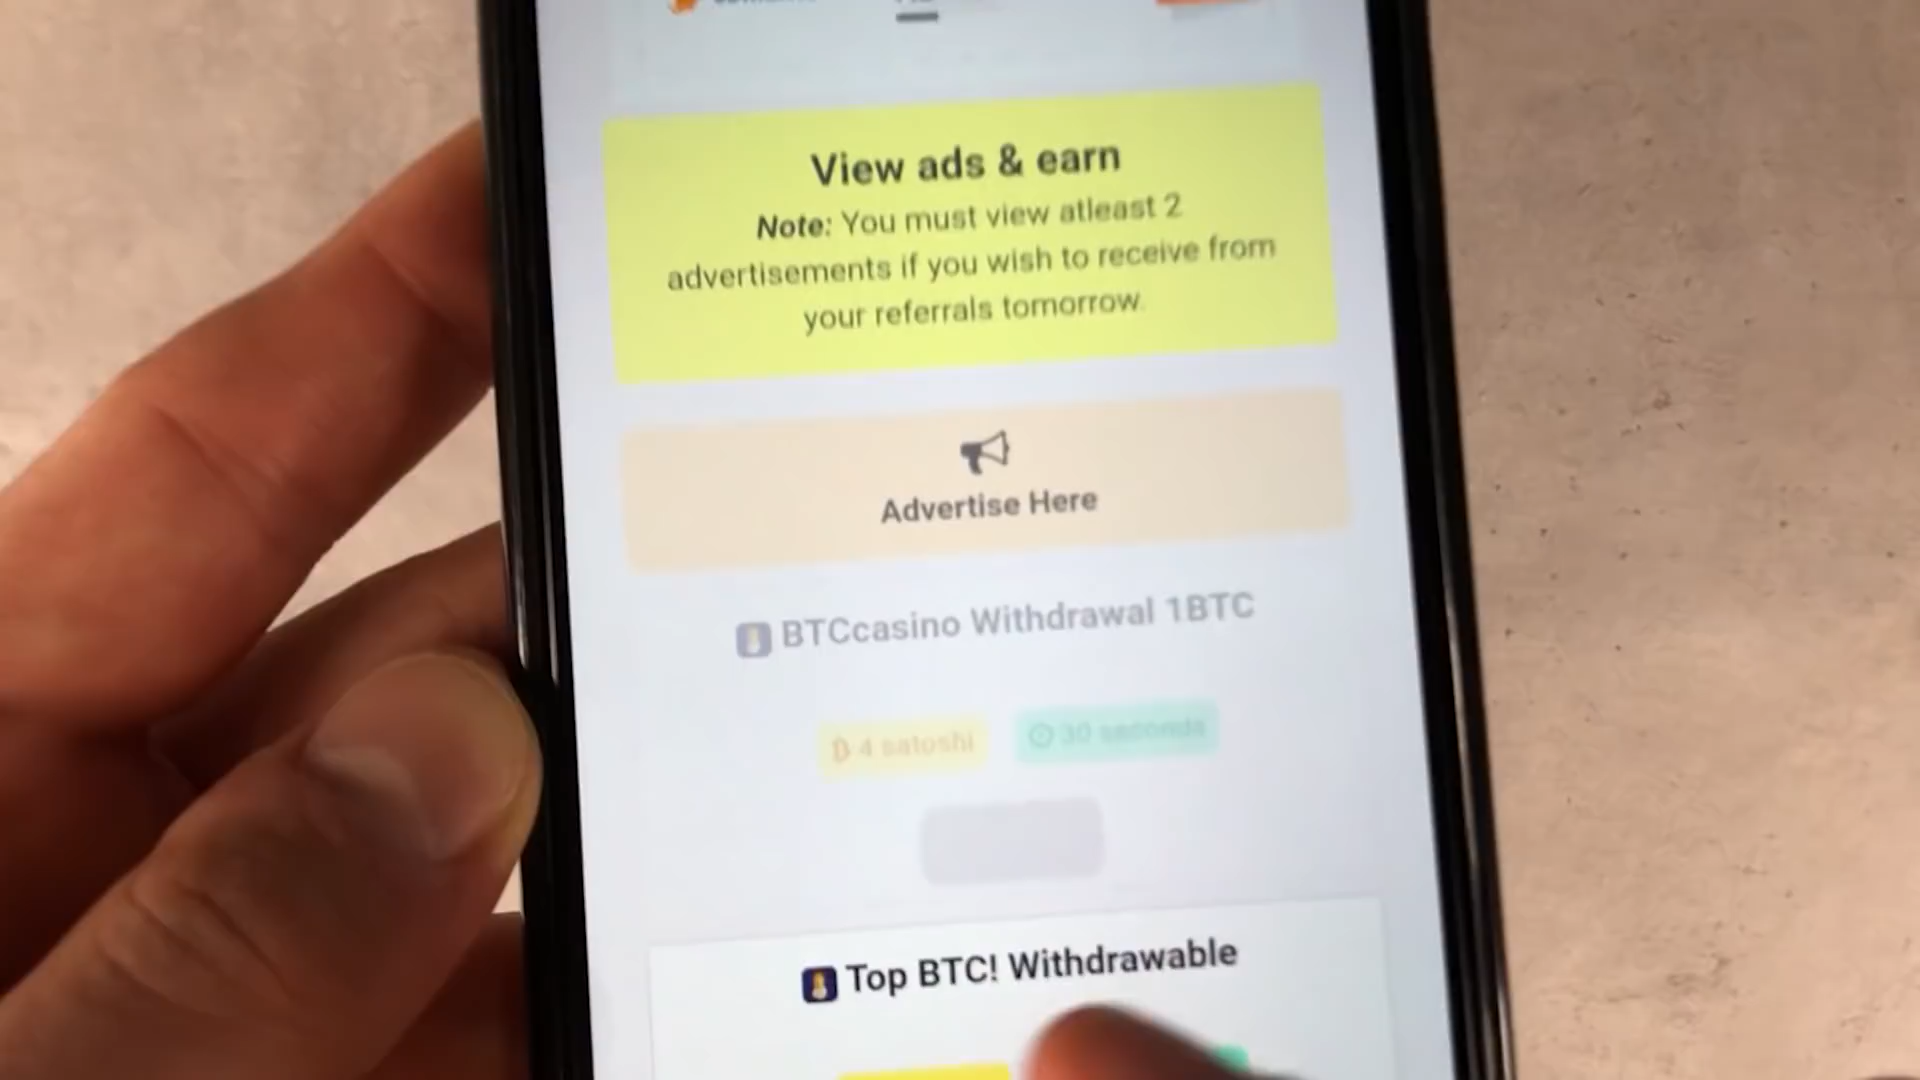 View ads & earn
Note: You must view atleast 2
advertisements if you wish to receive from
your referrals tomorrow.
Advertise Here
BTCcasino Withdrawal 1BTC
4 satoshi
30 seconds
Top BTC! Withdrawable